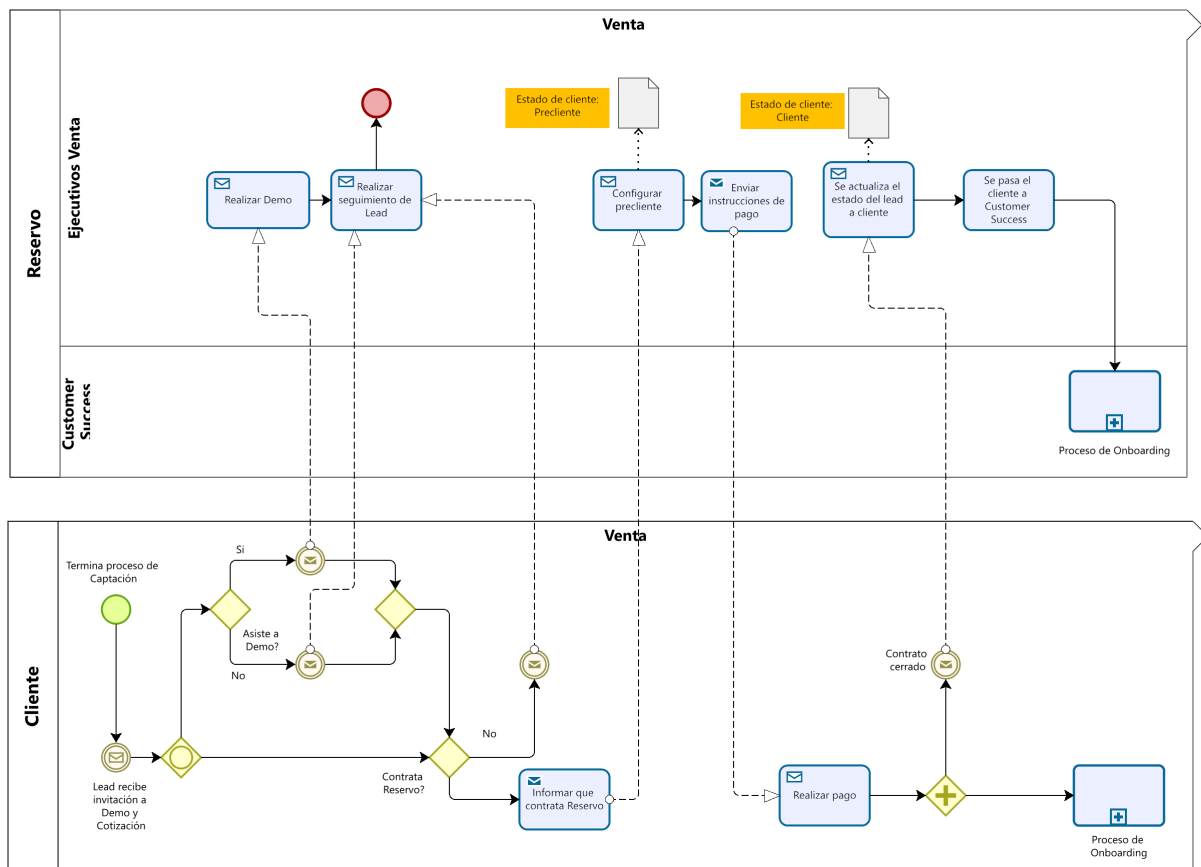 Venta
Reservo
Ejecutivos Venta
Estado de cliente:
Precliente
Estado de cliente:
Cliente
Realizar Demo
Realizar
seguimiento de
Lead
Configurar
precliente
Enviar
instrucciones de
pago
Se actualiza el
estado del lead
a cliente
Se pasa el
cliente a
Customer
Success
Customer
Success
Proceso de Onboarding
Venta
Cliente
Termina proceso de
Captación
Si
Asiste a
Demo?
No
Contrato
cerrado
No
Lead recibe
invitación a
Demo y
Cotización
Contrata
Reservo?
Informar que
contrata Reservo
Realizar pago
Proceso de
Onboarding